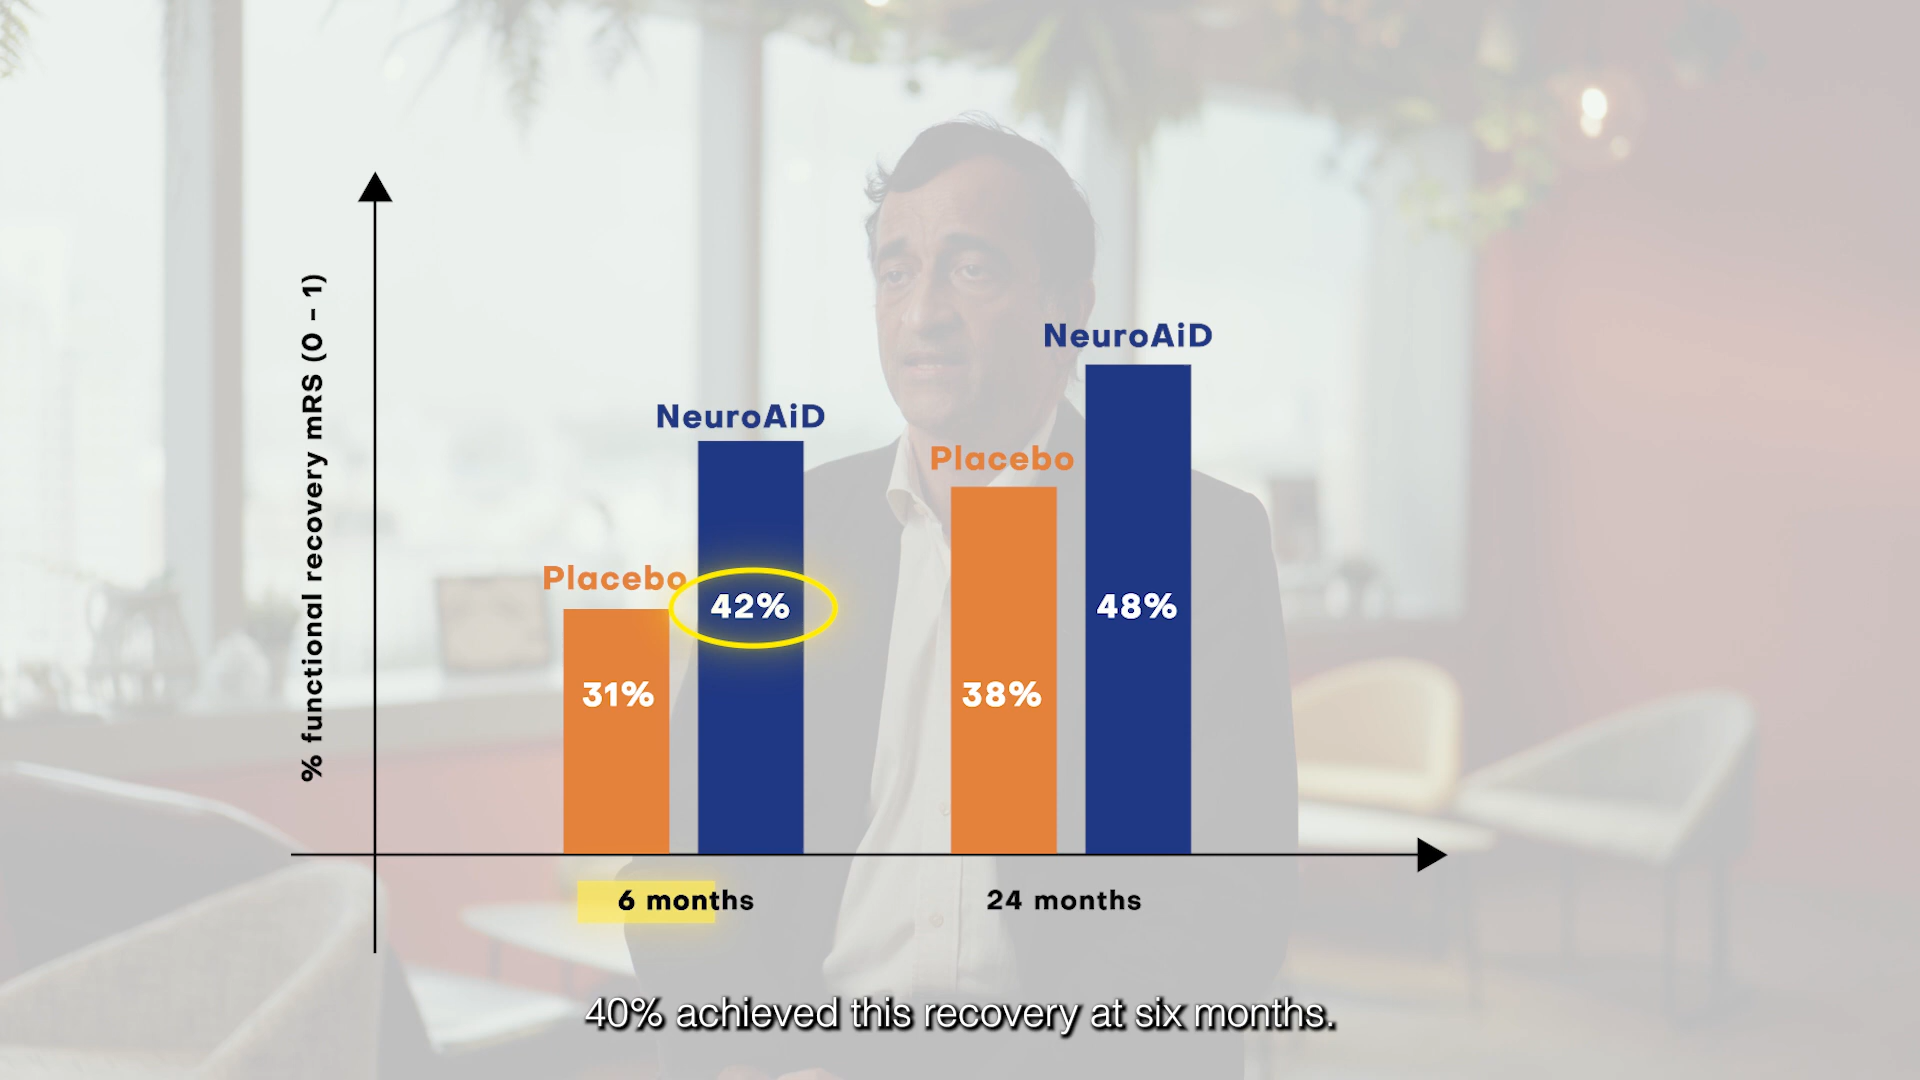 % functional recovery mRS (0 - 1)
NeuroAiD
NeuroAiD
Placebo
Placebo
42%
48%
31%
38%
6 months
24 months
40% achieved this recovery at six months.